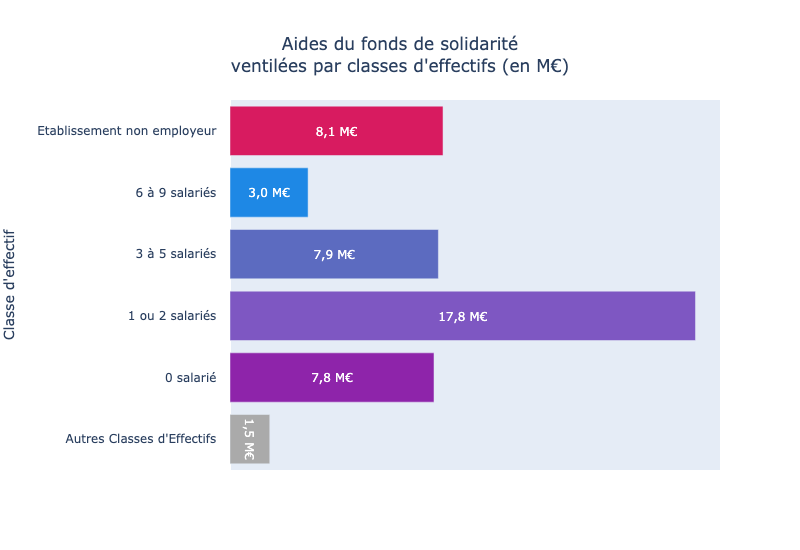 Aides du fonds de solidarité
ventilées par classes d'effectifs (en M€)
Classe d'effectif
Etablissement non employeur
8,1 M€
6 à 9 salariés
3,0 M€
3 à 5 salariés
7,9 M€
1 ou 2 salariés
17,8 M€
0 salarié
7,8 M€
Autres Classes d'Effectifs
1,5 M€